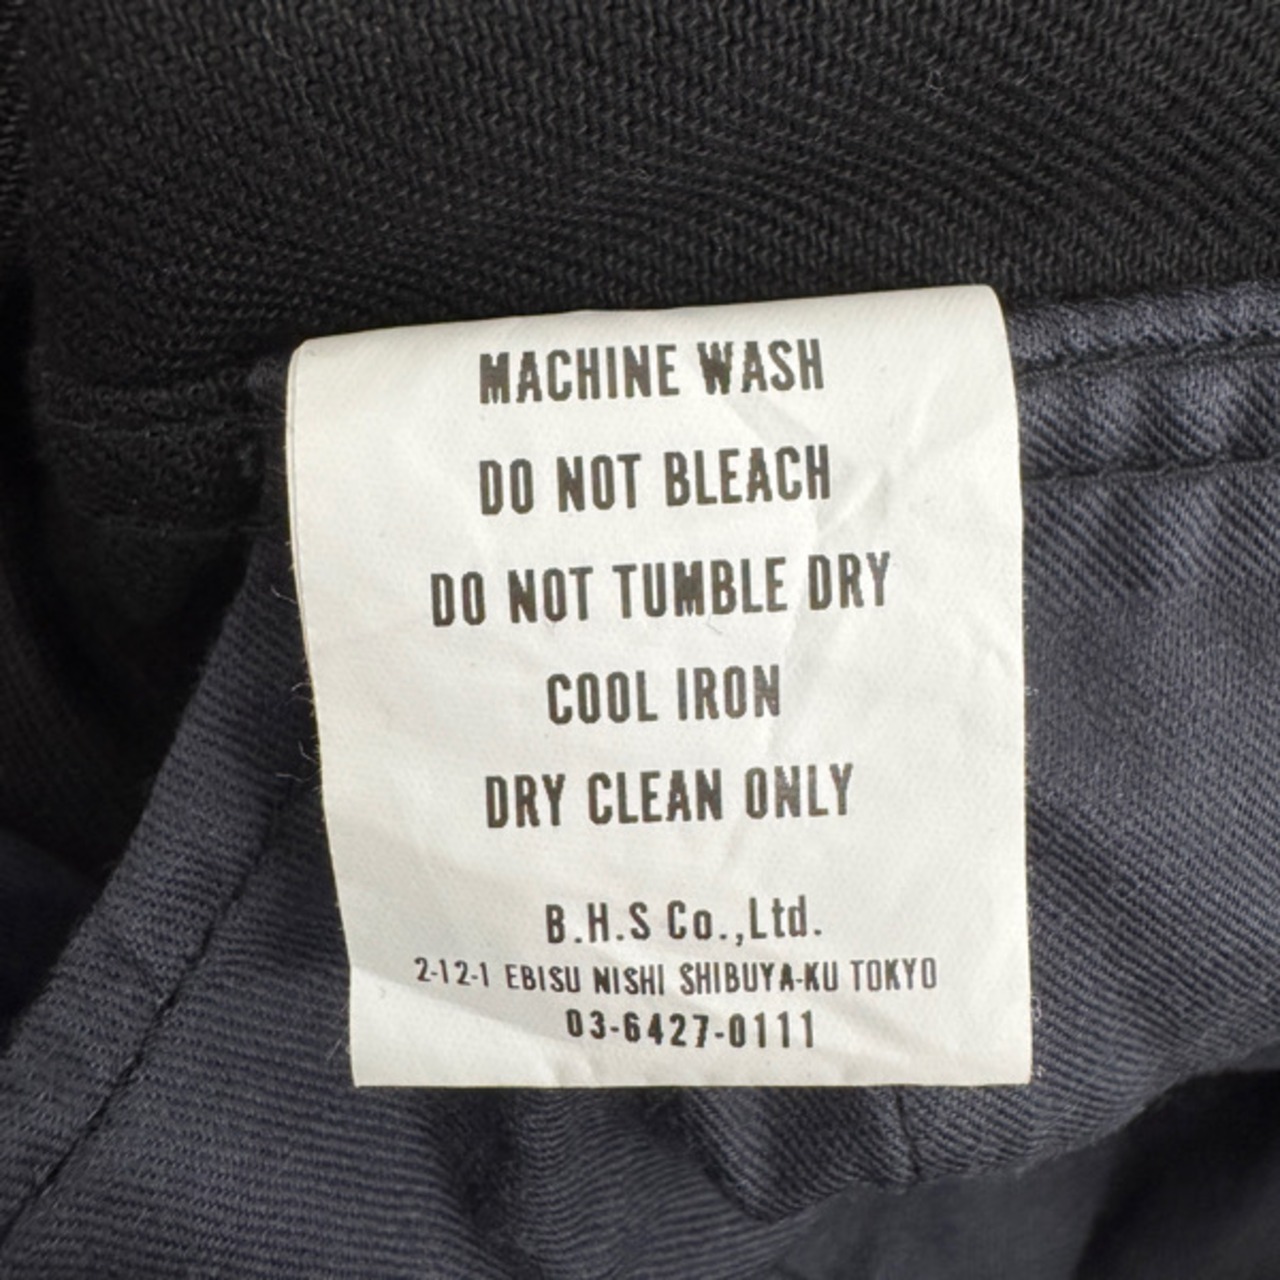 MACHINE WASH
DO NOT BLEACH
DO NOT TUMBLE DRY
COOL IRON
DRY CLEAN ONLY
B.H.S Co.,Ltd.
2-12-1 EBISU NISHI SHIBUYA-KU TOKYO
03-6427-0111